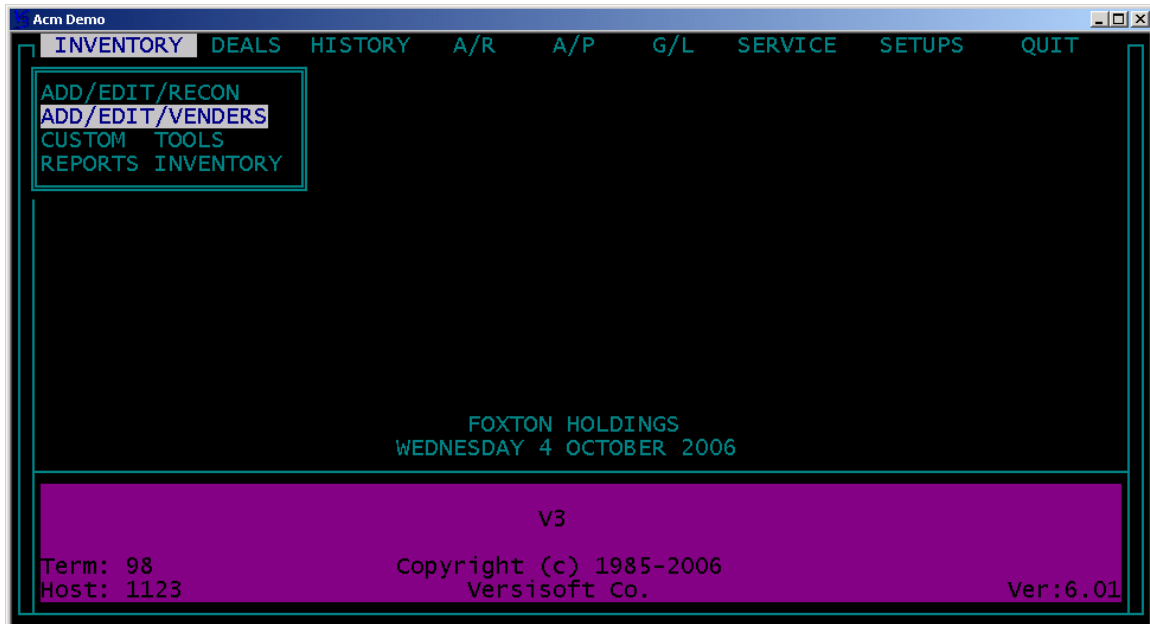 Acm Demo
INVENTORY DEALS HISTORY A/R A/P G/L SERVICE SETUPS QUIT
ADD/EDIT/RECON
ADD/EDIT/VENDERS
CUSTOM TOOLS
REPORTS INVENTORY
FOXTON HOLDINGS
WEDNESDAY 4 OCTOBER 2006
V3
Term: 98 Copyright (c) 1985-2006
Host: 1123 Versisoft Co. Ver:6.01